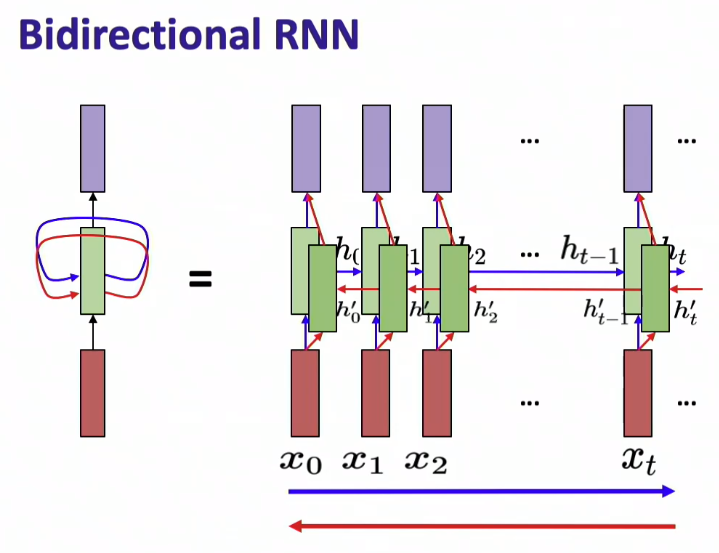 Bidirectional RNN
...
...
=
h_0 h_1 h_2 ... h_{t-1} h_t
h'_0 h'_1 h'_2 h'_{t-1} h'_t
...
...
x_0 x_1 x_2 x_t